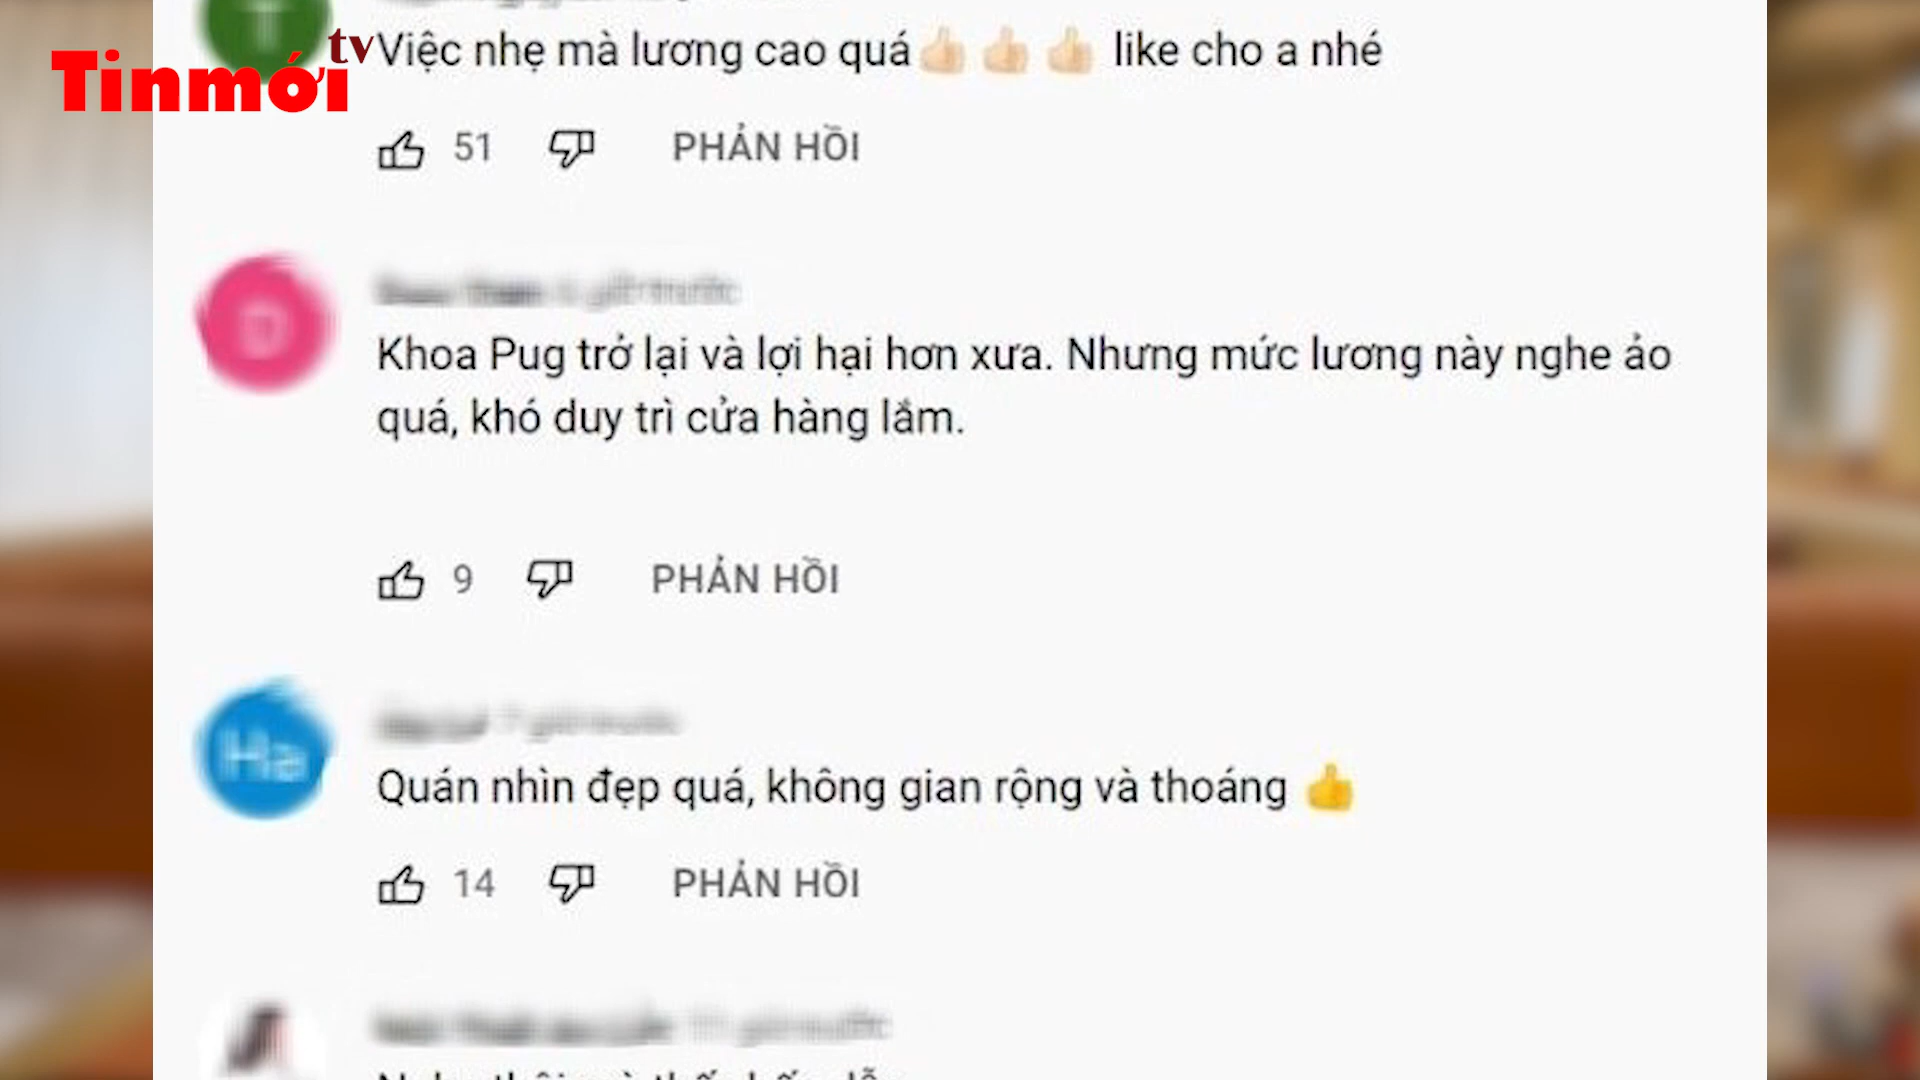 Tinmới tv
Việc nhẹ mà lương cao quá👍🏻👍🏻👍🏻 like cho a nhé
51 PHẢN HỒI
D
Khoa Pug trở lại và lợi hại hơn xưa. Nhưng mức lương này nghe ảo
quá, khó duy trì cửa hàng lắm.
9 PHẢN HỒI
Ha
Quán nhìn đẹp quá, không gian rộng và thoáng 👍
14 PHẢN HỒI